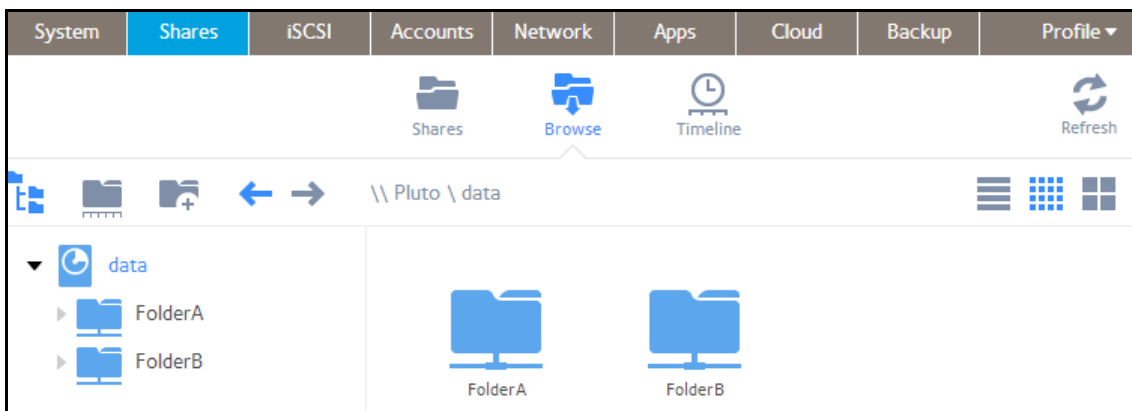 System Shares iSCSI Accounts Network Apps Cloud Backup Profile
Shares Browse Timeline Refresh
\\ Pluto \ data
data
FolderA
FolderB
FolderA FolderB